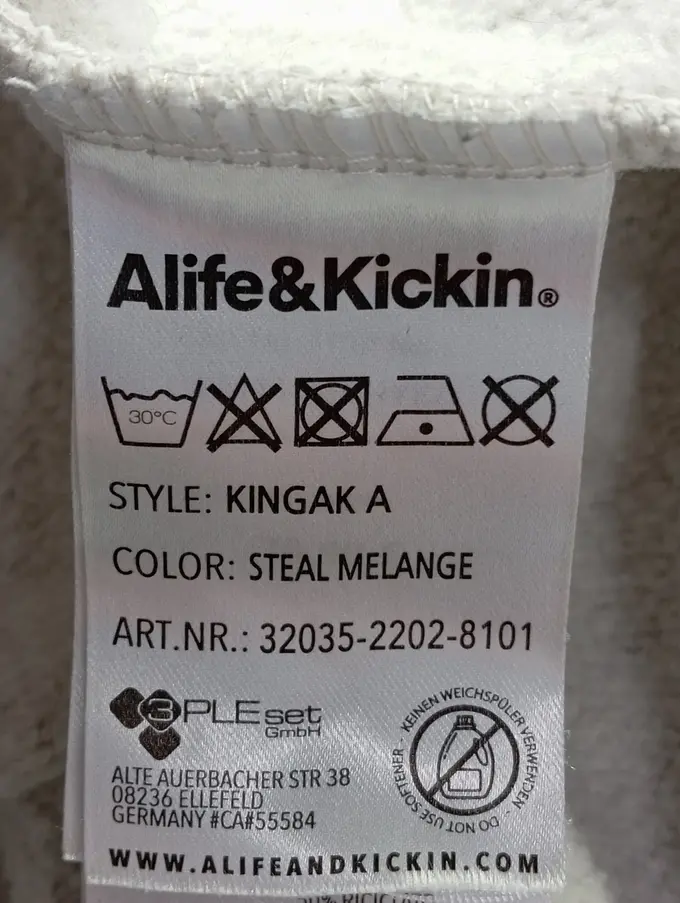 Alife&Kickin®
30°C
STYLE: KINGAK A
COLOR: STEAL MELANGE
ART.NR.: 32035-2202-8101
3PLEset
GmbH
KEINEN WEICHSPÜLER VERWENDEN - DO NOT USE SOFTENER -
ALTE AUERBACHER STR 38
08236 ELLEFELD
GERMANY #CA#55584
WWW.ALIFEANDKICKIN.COM